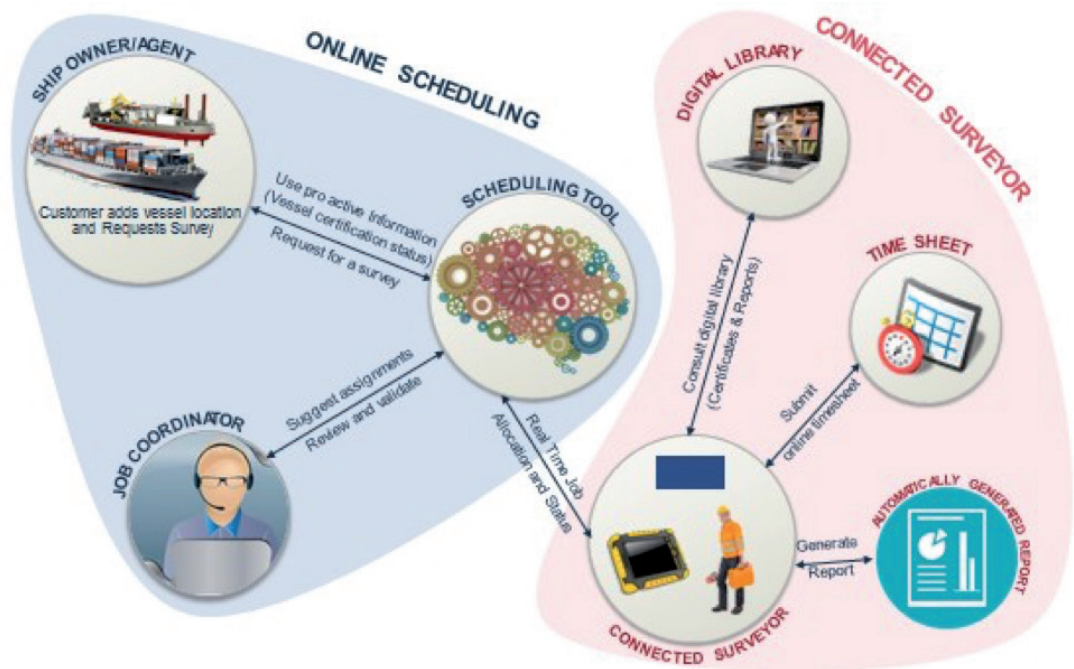 ONLINE SCHEDULING
SHIP OWNER/AGENT
Customer adds vessel location
and Requests Survey
Use pro active Information
(Vessel certification status)
Request for a survey
SCHEDULING TOOL
Suggest assignments
Review and validate
JOB COORDINATOR
Real Time Job
Allocation and Status
CONNECTED SURVEYOR
DIGITAL LIBRARY
Consult digital library
(Certificates & Reports)
TIME SHEET
Submit
online timesheet
AUTOMATICALLY GENERATED REPORT
Generate
Report
CONNECTED SURVEYOR